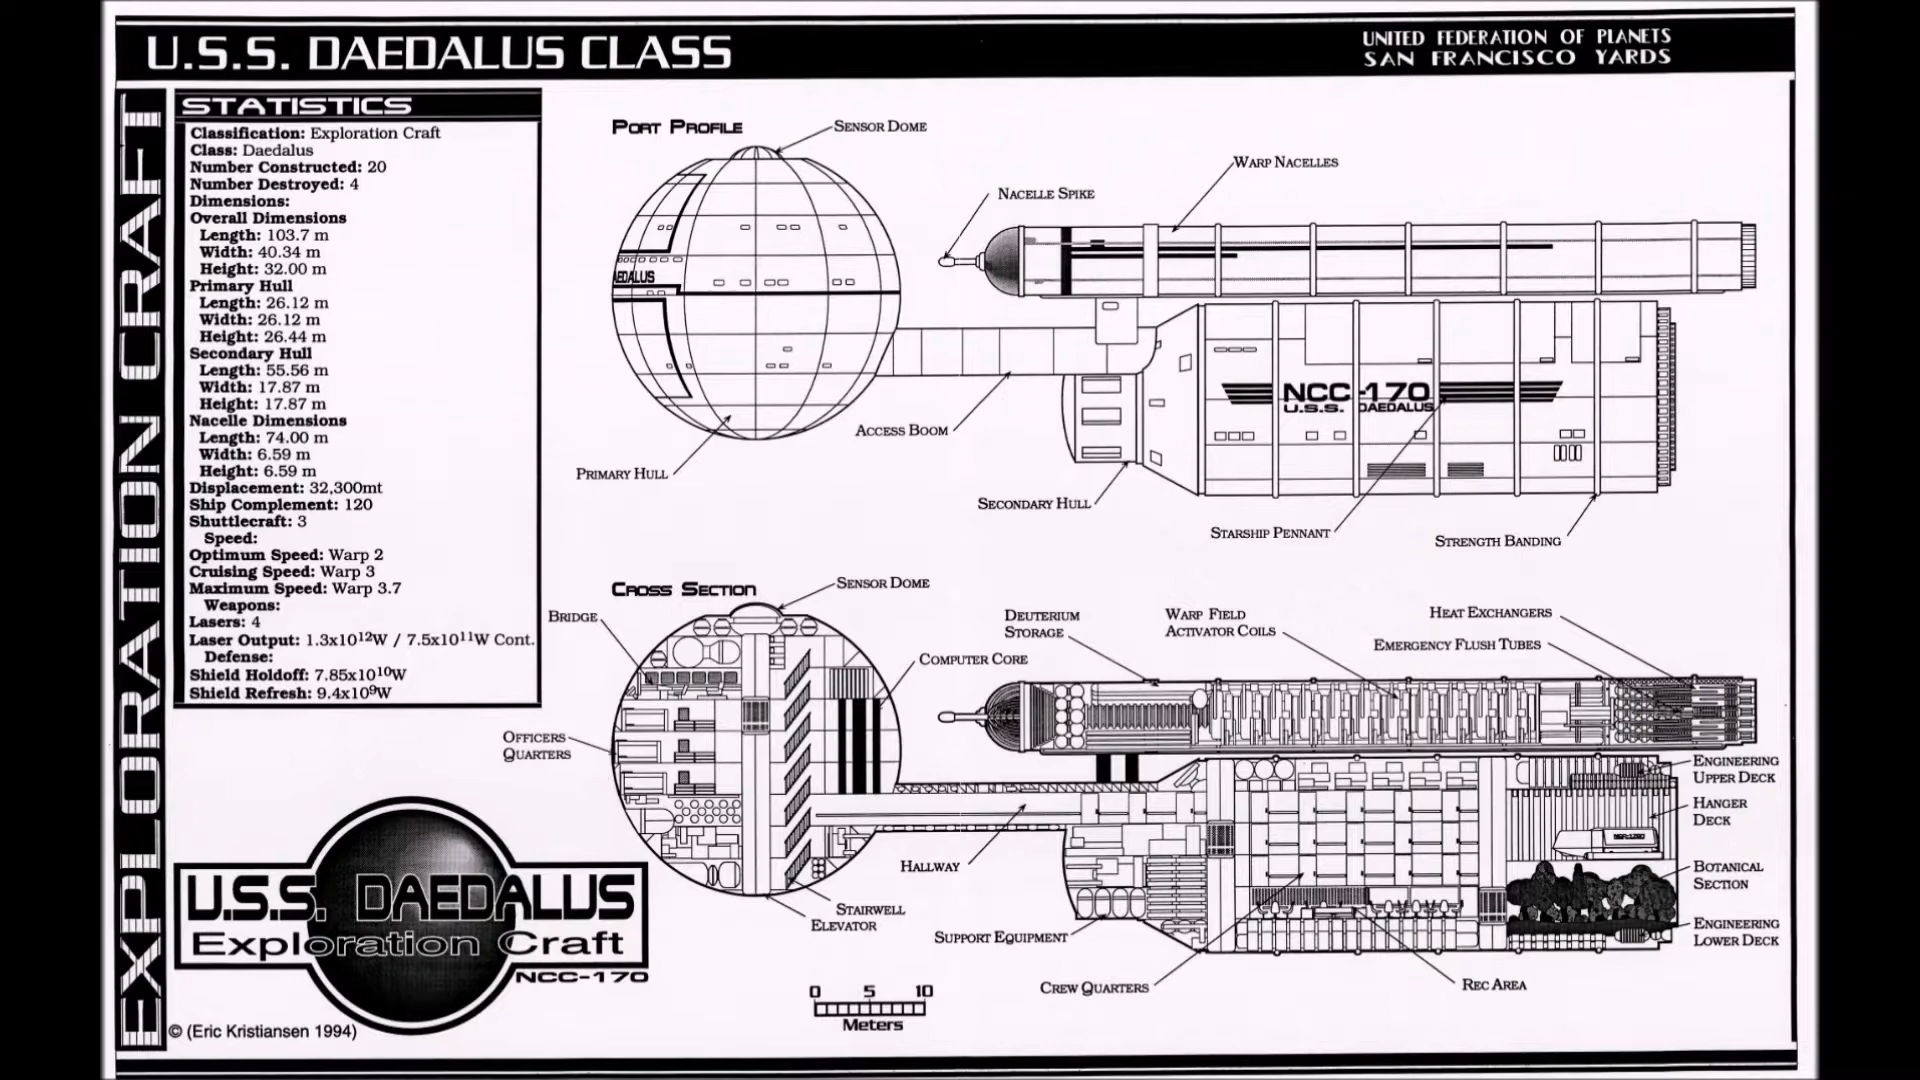 U.S.S. DAEDALUS CLASS
UNITED FEDERATION OF PLANETS
SAN FRANCISCO YARDS
EXPLORATION CRAFT
STATISTICS
Classification: Exploration Craft
Class: Daedalus
Number Constructed: 20
Number Destroyed: 4
Dimensions:
Overall Dimensions
Length: 103.7 m
Width: 40.34 m
Height: 32.00 m
Primary Hull
Length: 26.12 m
Width: 26.12 m
Height: 26.44 m
Secondary Hull
Length: 55.56 m
Width: 17.87 m
Height: 17.87 m
Nacelle Dimensions
Length: 74.00 m
Width: 6.59 m
Height: 6.59 m
Displacement: 32,300mt
Ship Complement: 120
Shuttlecraft: 3
Speed:
Optimum Speed: Warp 2
Cruising Speed: Warp 3
Maximum Speed: Warp 3.7
Weapons:
Lasers: 4
Laser Output: 1.3x10¹²W / 7.5x10¹¹W Cont.
Defense:
Shield Holdoff: 7.85x10¹⁰W
Shield Refresh: 9.4x10⁹W
PORT PROFILE
SENSOR DOME
WARP NACELLES
NACELLE SPIKE
AEDALUS
NCC-170
U.S.S. DAEDALUS
ACCESS BOOM
PRIMARY HULL
SECONDARY HULL
STARSHIP PENNANT
STRENGTH BANDING
CROSS SECTION
SENSOR DOME
BRIDGE
COMPUTER CORE
DEUTERIUM
STORAGE
WARP FIELD
ACTIVATOR COILS
HEAT EXCHANGERS
EMERGENCY FLUSH TUBES
OFFICERS
QUARTERS
ENGINEERING
UPPER DECK
HANGER
DECK
BOTANICAL
SECTION
ENGINEERING
LOWER DECK
HALLWAY
STAIRWELL
ELEVATOR
SUPPORT EQUIPMENT
CREW QUARTERS
REC AREA
0 5 10
Meters
U.S.S. DAEDALUS
Exploration Craft
NCC-170
© (Eric Kristiansen 1994)